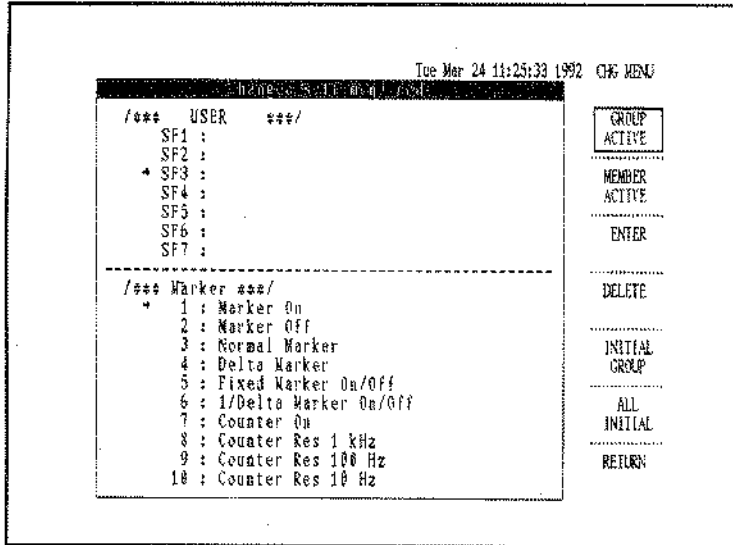 Tue Mar 24 11:25:33 1992 CHG MENU
/*** USER ***/
SF1 :
SF2 :
→ SF3 :
SF4 :
SF5 :
SF6 :
SF7 :
/*** Marker ***/
→ 1 : Marker On
2 : Marker Off
3 : Normal Marker
4 : Delta Marker
5 : Fixed Marker On/Off
6 : 1/Delta Marker On/Off
7 : Counter On
8 : Counter Res 1 kHz
9 : Counter Res 100 Hz
10 : Counter Res 10 Hz
GROUP
ACTIVE
MEMBER
ACTIVE
ENTER
DELETE
INITIAL
GROUP
ALL
INITIAL
RETURN